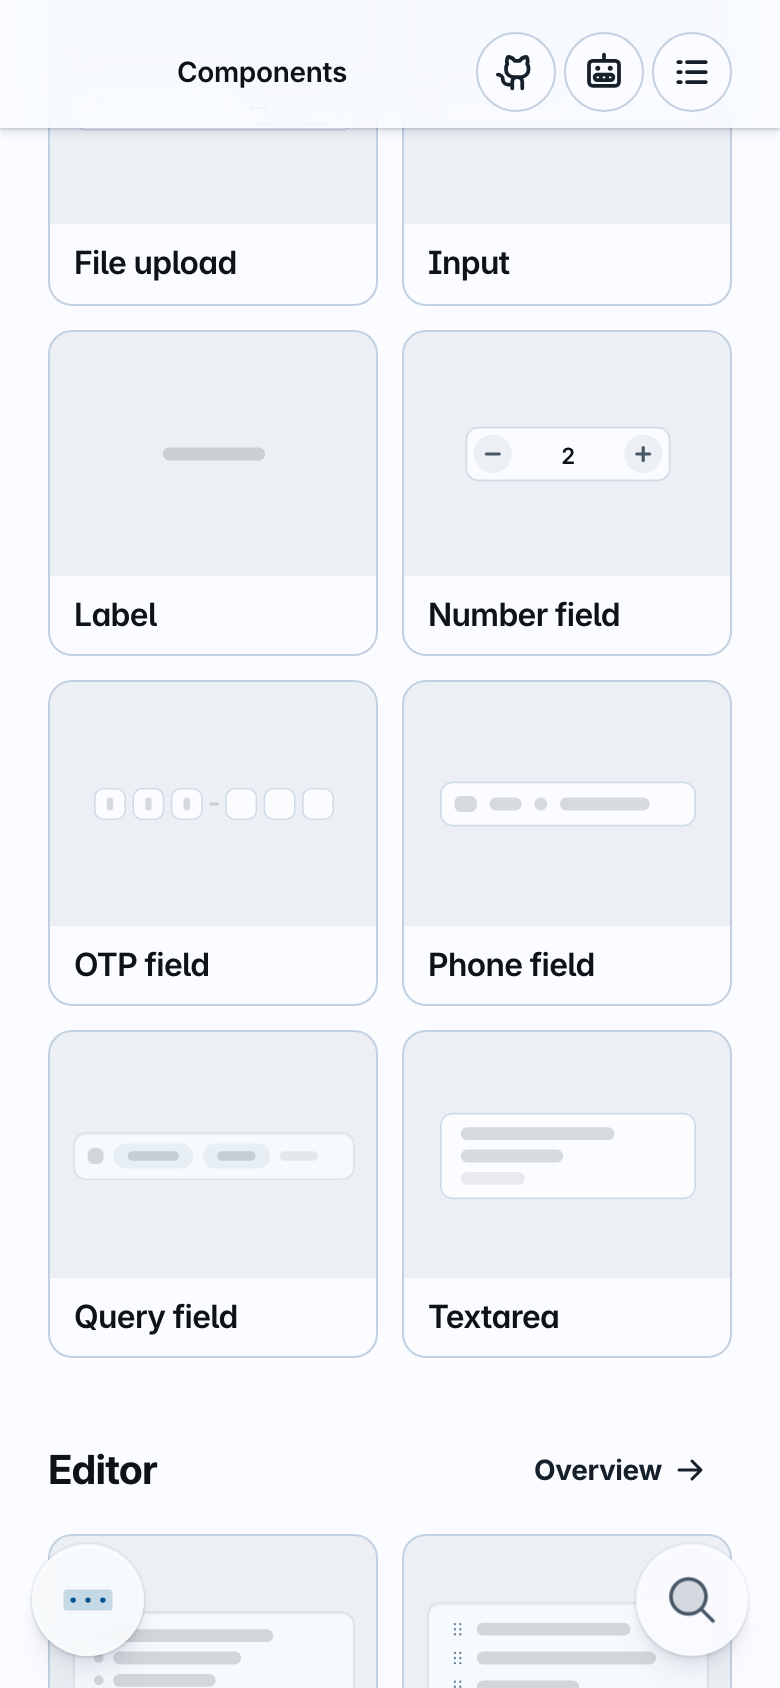 Components
File upload
Input
Label
2
Number field
OTP field
Phone field
Query field
Textarea
Editor
Overview